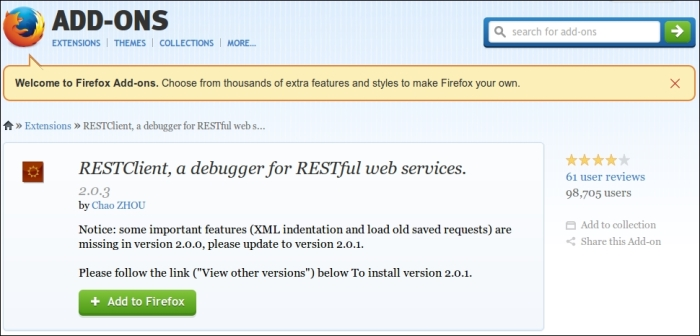 ADD-ONS
EXTENSIONS | THEMES | COLLECTIONS | MORE...
search for add-ons
Welcome to Firefox Add-ons. Choose from thousands of extra features and styles to make Firefox your own.
» Extensions » RESTClient, a debugger for RESTful web s...
RESTClient, a debugger for RESTful web services.
2.0.3
by Chao ZHOU
Notice: some important features (XML indentation and load old saved requests) are
missing in version 2.0.0, please update to version 2.0.1.
Please follow the link ("View other versions") below To install version 2.0.1.
+ Add to Firefox
61 user reviews
98,705 users
Add to collection
Share this Add-on